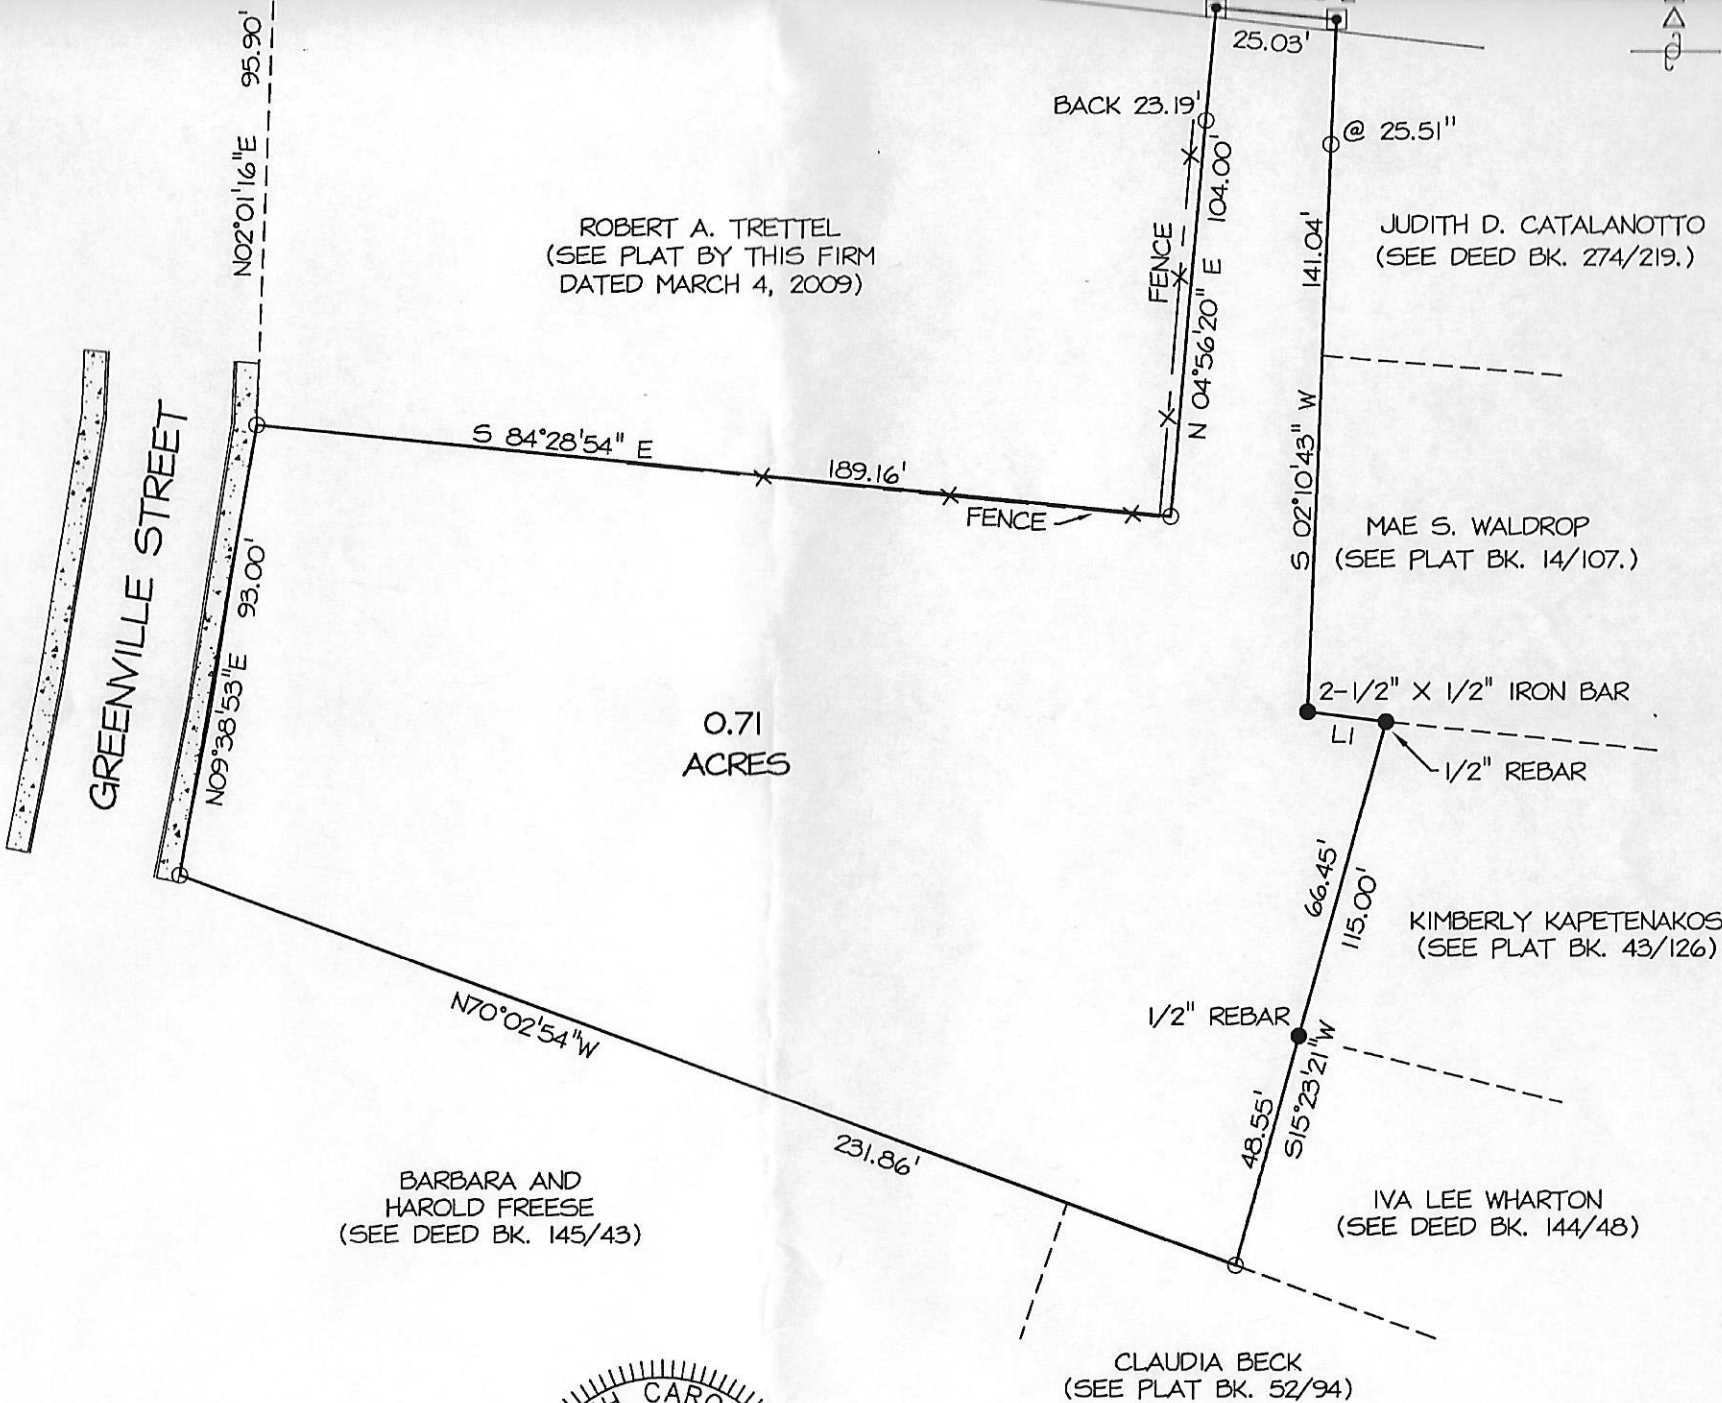 N02°01'16"E 95.90'
25.03'
BACK 23.19'
@ 25.51"
FENCE
N 04°56'20" E 104.00'
141.04'
S 02°10'43" W
ROBERT A. TRETTEL
(SEE PLAT BY THIS FIRM
DATED MARCH 4, 2009)
JUDITH D. CATALANOTTO
(SEE DEED BK. 274/219.)
S 84°28'54" E
189.16'
FENCE
GREENVILLE STREET
N09°38'53"E 93.00'
MAE S. WALDROP
(SEE PLAT BK. 14/107.)
0.71
ACRES
2-1/2" X 1/2" IRON BAR
L1
1/2" REBAR
66.45'
115.00'
KIMBERLY KAPETENAKOS
(SEE PLAT BK. 43/126)
N70°02'54"W
231.86'
1/2" REBAR
48.55'
S15°23'21"W
BARBARA AND
HAROLD FREESE
(SEE DEED BK. 145/43)
IVA LEE WHARTON
(SEE DEED BK. 144/48)
CLAUDIA BECK
(SEE PLAT BK. 52/94)